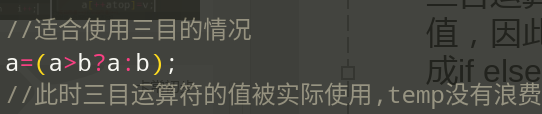 //适合使用三目的情况
a=(a>b?a:b);
//此时三目运算符的值被实际使用,temp没有浪费
值，因此
成if else